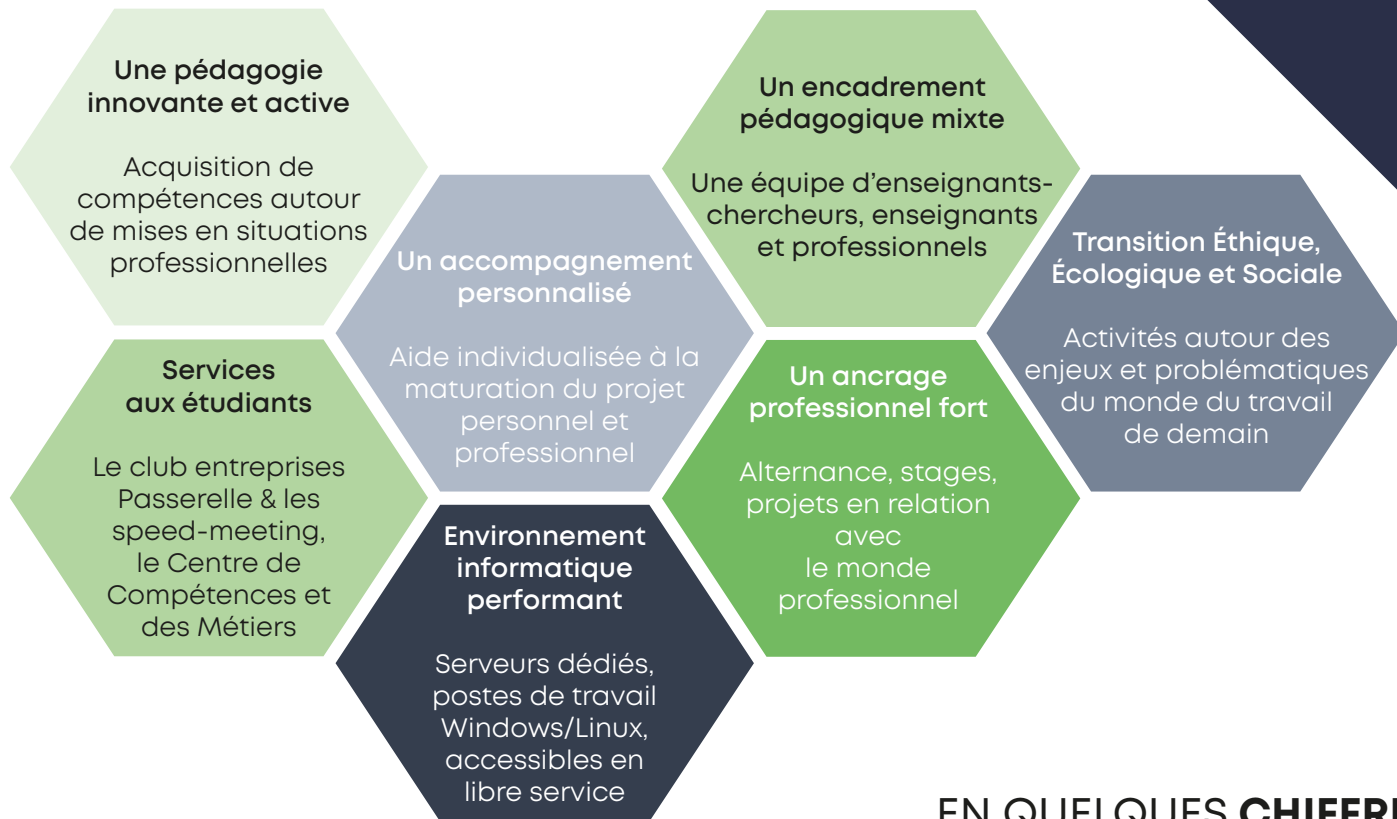 Une pédagogie
innovante et active
Acquisition de
compétences autour
de mises en situations
professionnelles
Un encadrement
pédagogique mixte
Une équipe d'enseignants-
chercheurs, enseignants
et professionnels
Un accompagnement
personnalisé
Aide individualisée à la
maturation du projet
personnel et
professionnel
Transition Éthique,
Écologique et Sociale
Activités autour des
enjeux et problématiques
du monde du travail
de demain
Services
aux étudiants
Le club entreprises
Passerelle & les
speed-meeting,
le Centre de
Compétences et
des Métiers
Un ancrage
professionnel fort
Alternance, stages,
projets en relation
avec
le monde
professionnel
Environnement
informatique
performant
Serveurs dédiés,
postes de travail
Windows/Linux,
accessibles en
libre service
EN QUELQUES